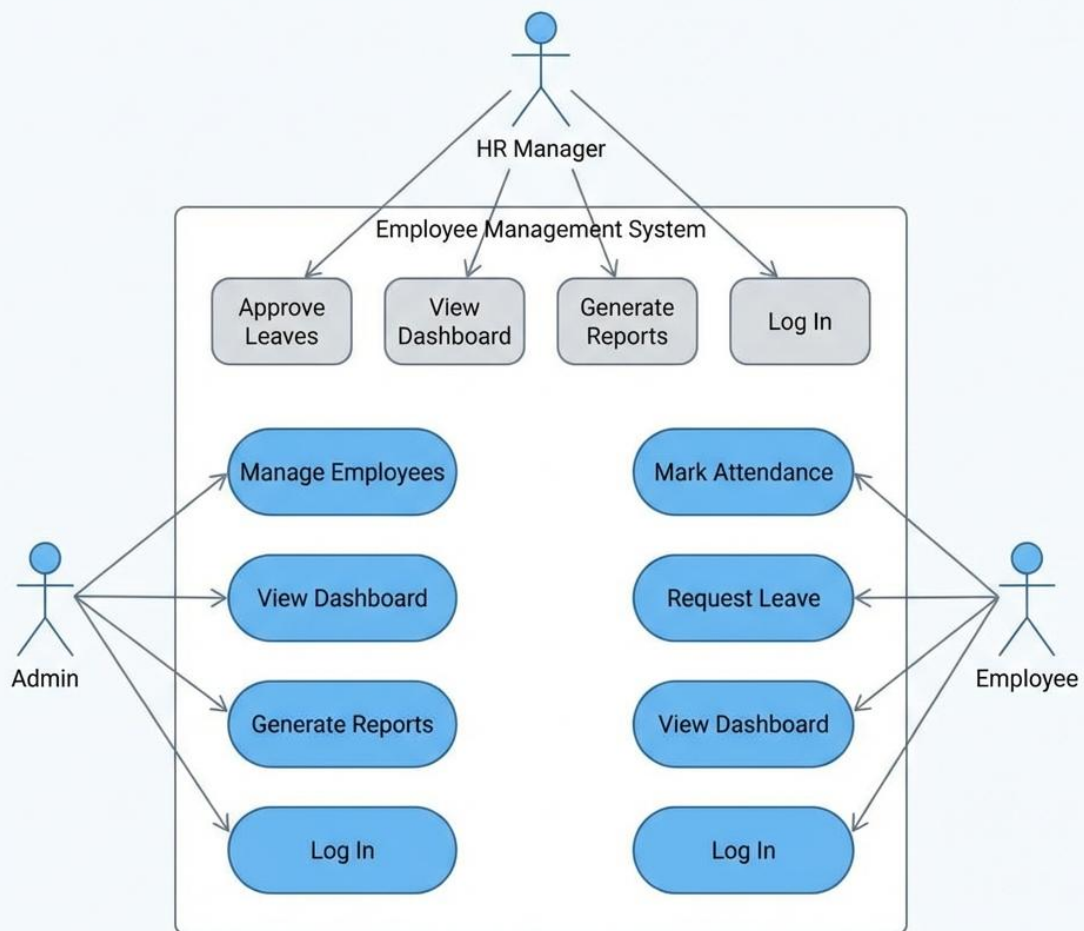 HR Manager
Employee Management System
Approve
Leaves
View
Dashboard
Generate
Reports
Log In
Manage Employees
Mark Attendance
View Dashboard
Request Leave
Admin
Employee
Generate Reports
View Dashboard
Log In
Log In